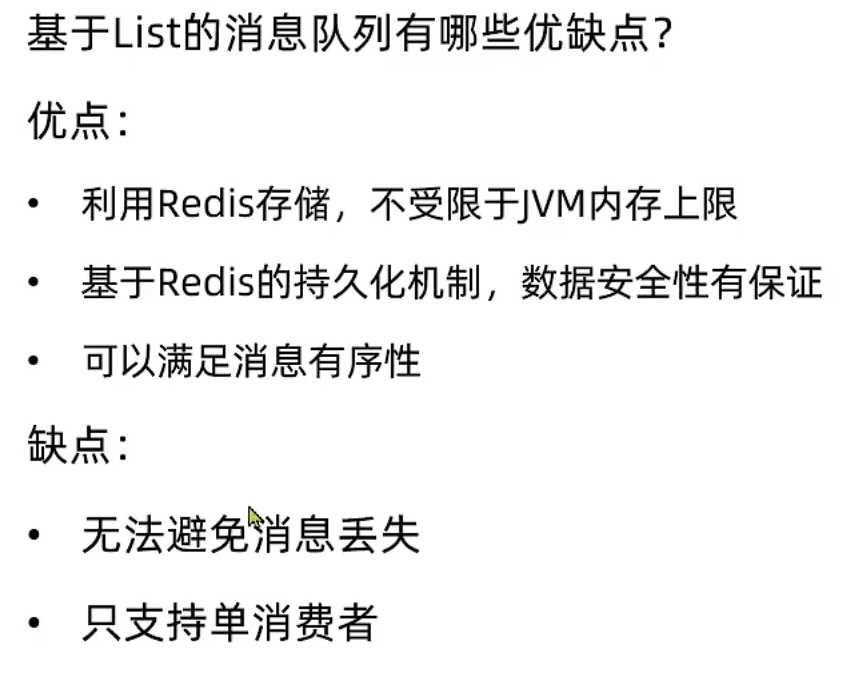 基于List的消息队列有哪些优缺点？
优点：
• 利用Redis存储，不受限于JVM内存上限
• 基于Redis的持久化机制，数据安全性有保证
• 可以满足消息有序性
缺点：
• 无法避免消息丢失
• 只支持单消费者